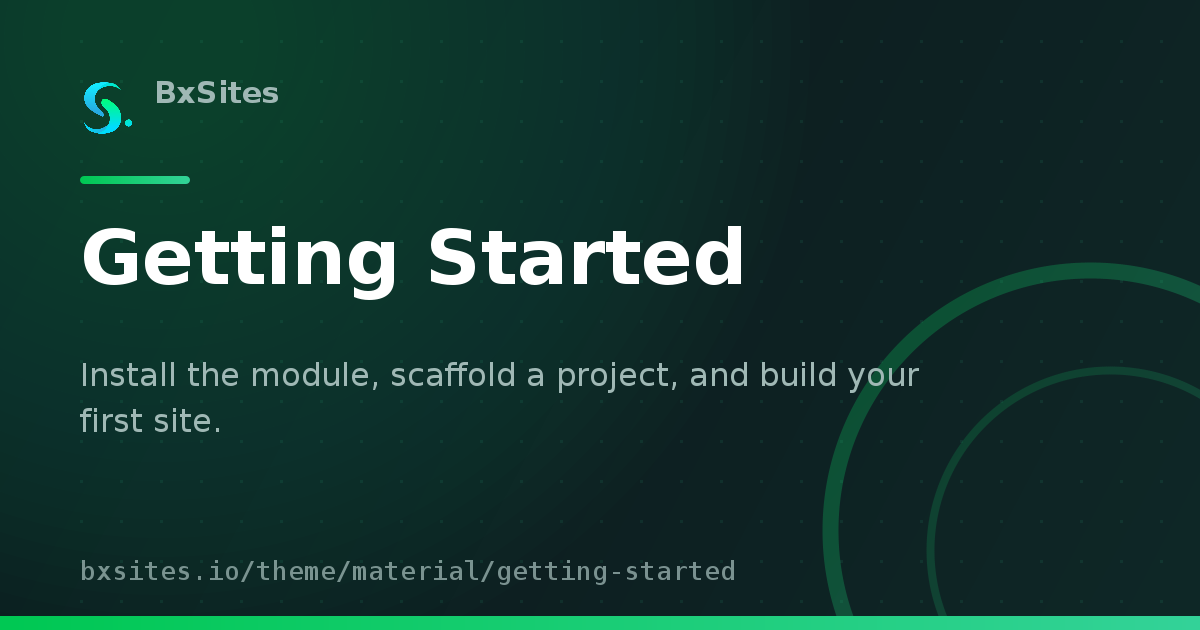 BxSites
Getting Started
Install the module, scaffold a project, and build your
first site.
bxsites.io/theme/material/getting-started